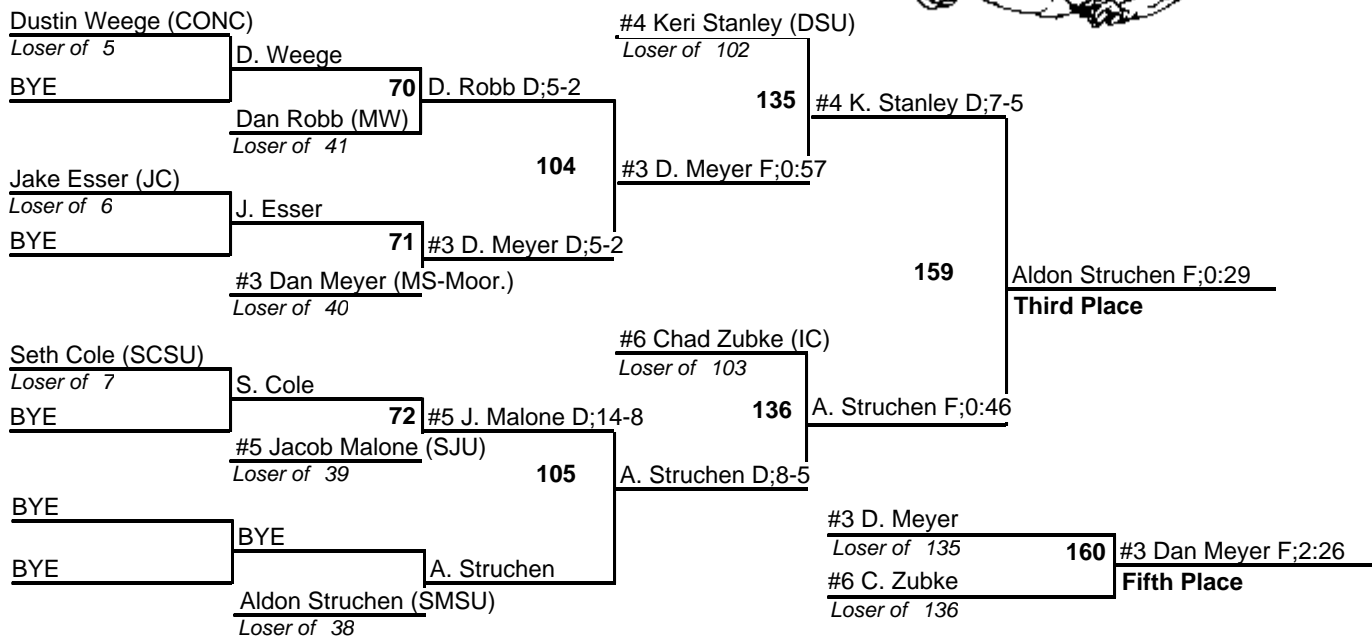 Dustin Weege (CONC)
Loser of 5
D. Weege
BYE
70
D. Robb D;5-2
Dan Robb (MW)
Loser of 41
104
Jake Esser (JC)
Loser of 6
J. Esser
BYE
71
#3 D. Meyer D;5-2
#3 Dan Meyer (MS-Moor.)
Loser of 40
Seth Cole (SCSU)
Loser of 7
S. Cole
BYE
72
#5 J. Malone D;14-8
#5 Jacob Malone (SJU)
Loser of 39
105
BYE
BYE
BYE
A. Struchen
Aldon Struchen (SMSU)
Loser of 38
#4 Keri Stanley (DSU)
Loser of 102
135
#4 K. Stanley D;7-5
#3 D. Meyer F;0:57
159
Aldon Struchen F;0:29
Third Place
#6 Chad Zubke (IC)
Loser of 103
136
A. Struchen F;0:46
A. Struchen D;8-5
#3 D. Meyer
Loser of 135
160
#3 Dan Meyer F;2:26
#6 C. Zubke
Fifth Place
Loser of 136